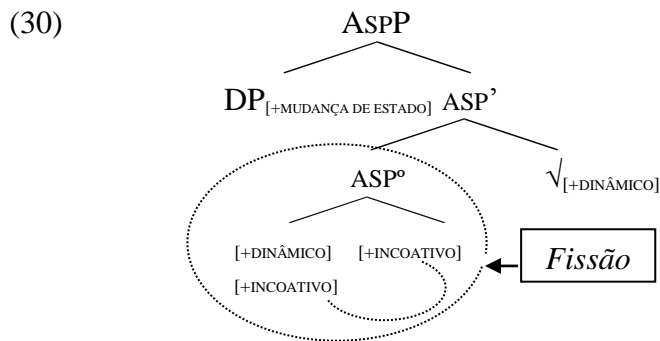 (30) ASPP
DP[+MUDANÇA DE ESTADO] ASP’
ASPº √[+DINÂMICO]
[+DINÂMICO] [+INCOATIVO] Fissão
[+INCOATIVO]